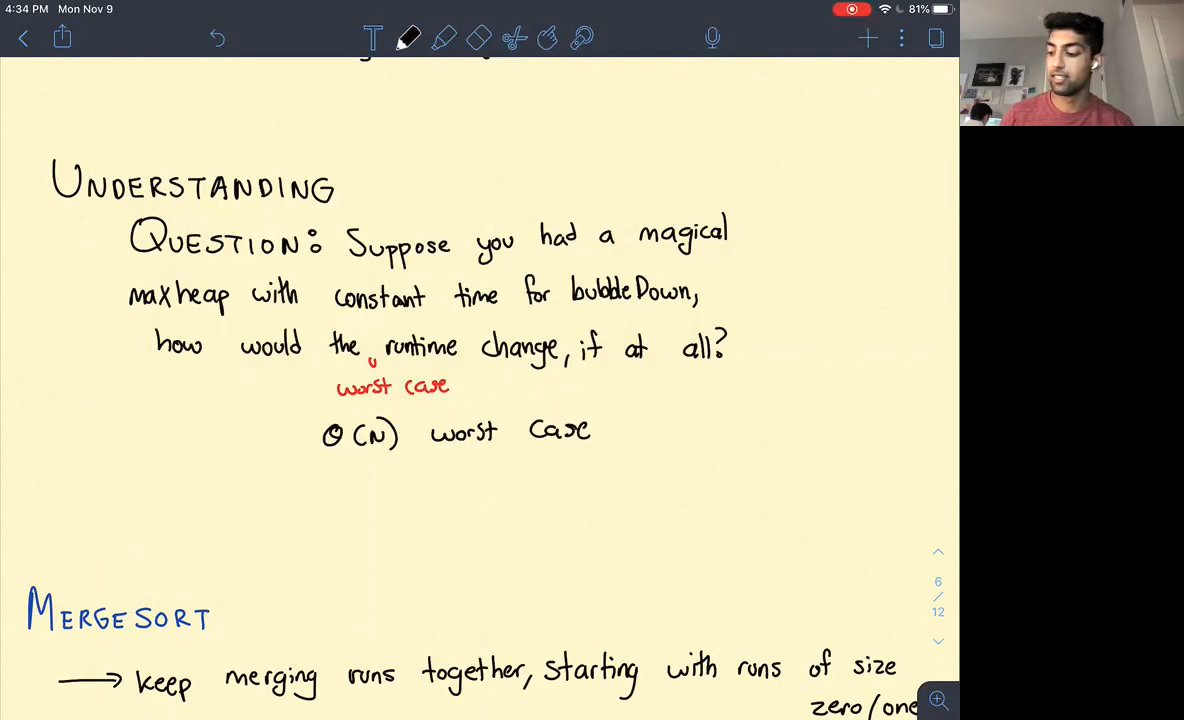 4:34 PM Mon Nov 9
81%
UNDERSTANDING
QUESTION: Suppose you had a magical
maxheap with constant time for bubbleDown,
how would the runtime change, if at all?
worst case
Θ(N) worst case
6
/
12
MERGESORT
→ keep merging runs together, starting with runs of size
zero/one